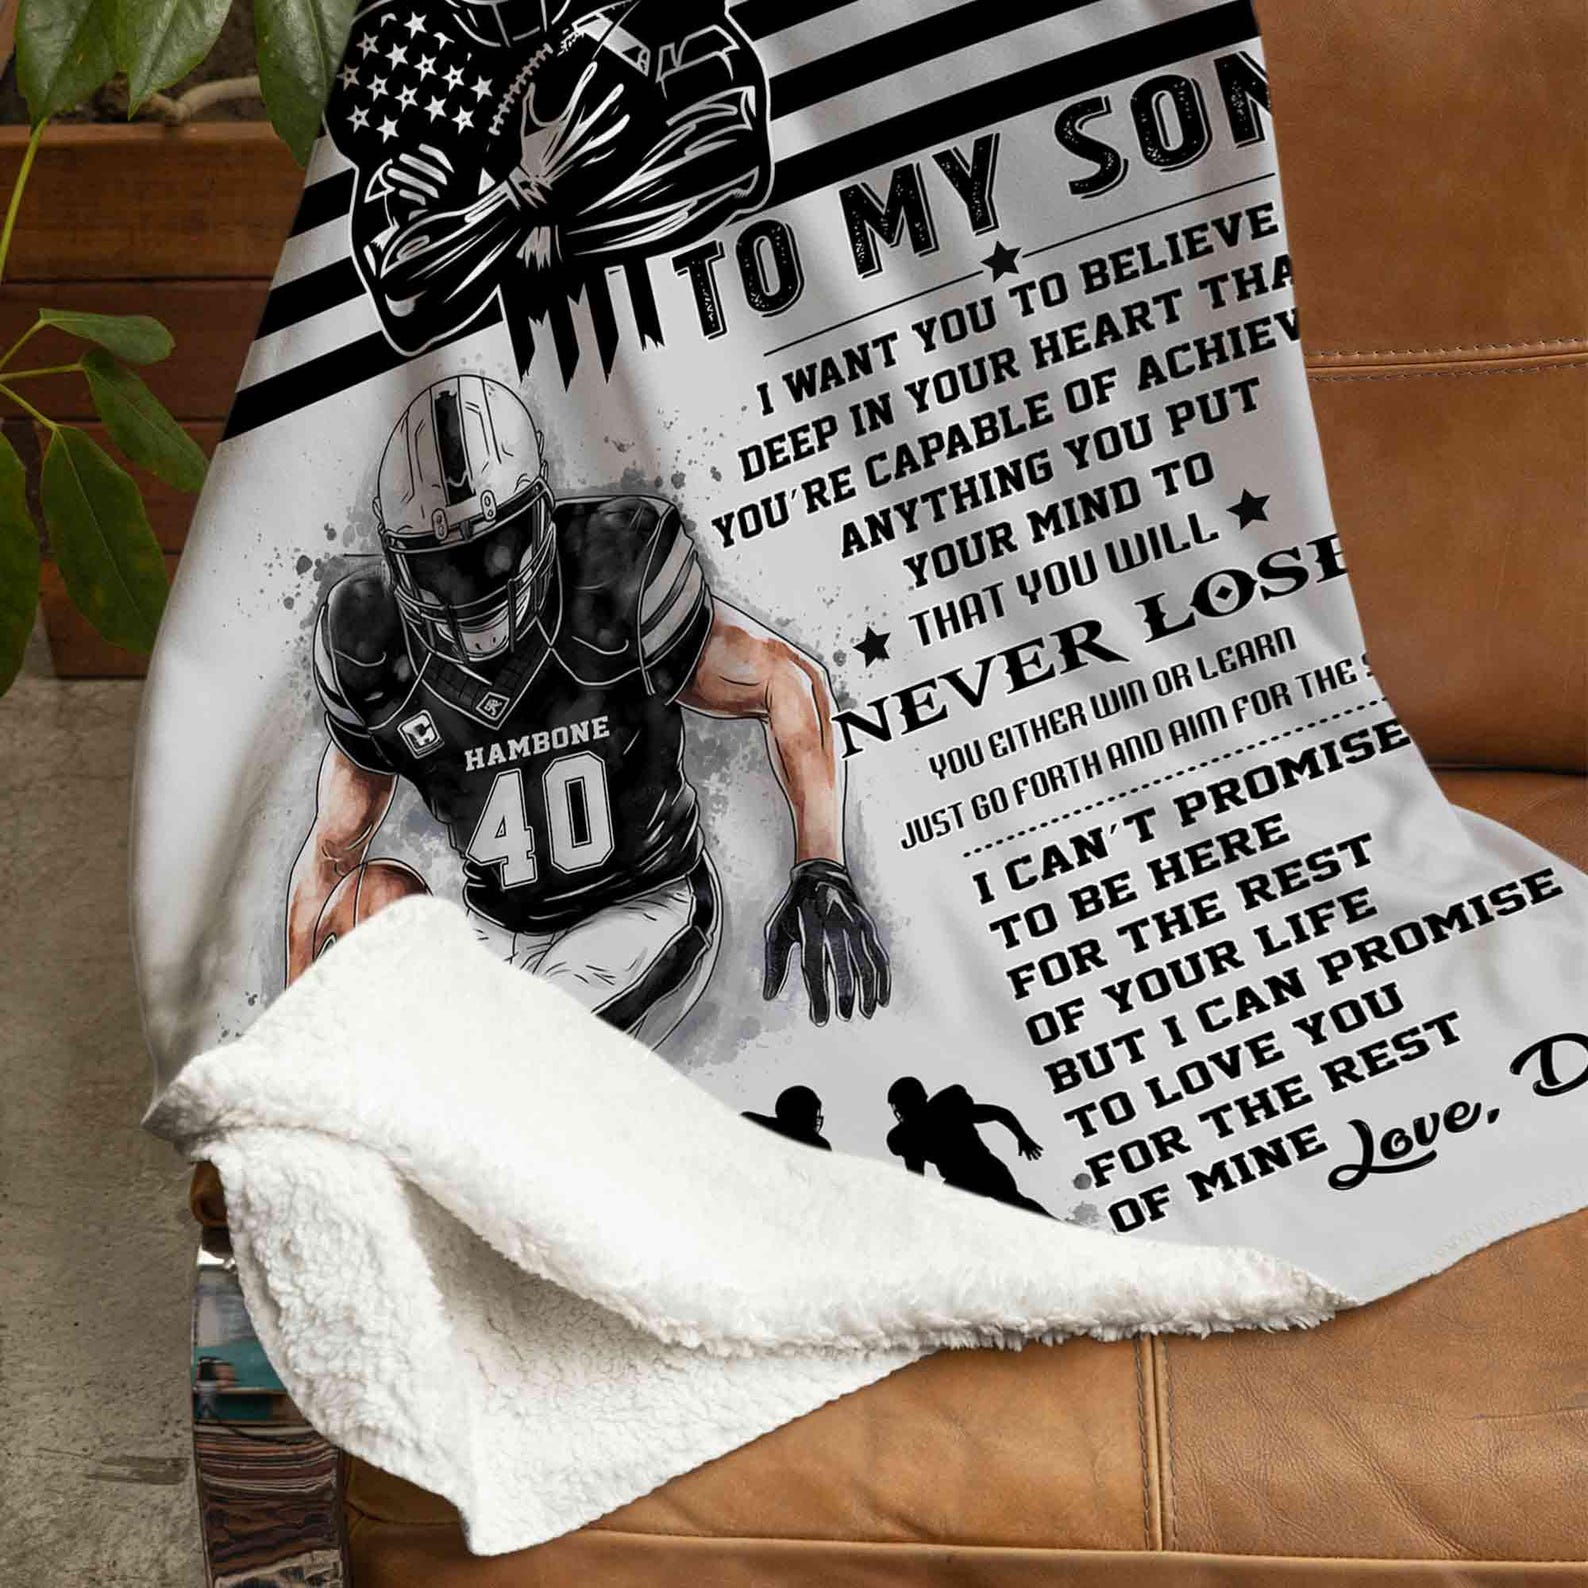 TO MY SON
I WANT YOU TO BELIEVE
DEEP IN YOUR HEART THA
YOU'RE CAPABLE OF ACHIEV
ANYTHING YOU PUT
YOUR MIND TO
THAT YOU WILL
NEVER LOSE
YOU EITHER WIN OR LEARN
JUST GO FORTH AND AIM FOR THE S
I CAN'T PROMISE
TO BE HERE
FOR THE REST
OF YOUR LIFE
BUT I CAN PROMISE
TO LOVE YOU
FOR THE REST
OF MINE
Love, D
C
HAMBONE
40